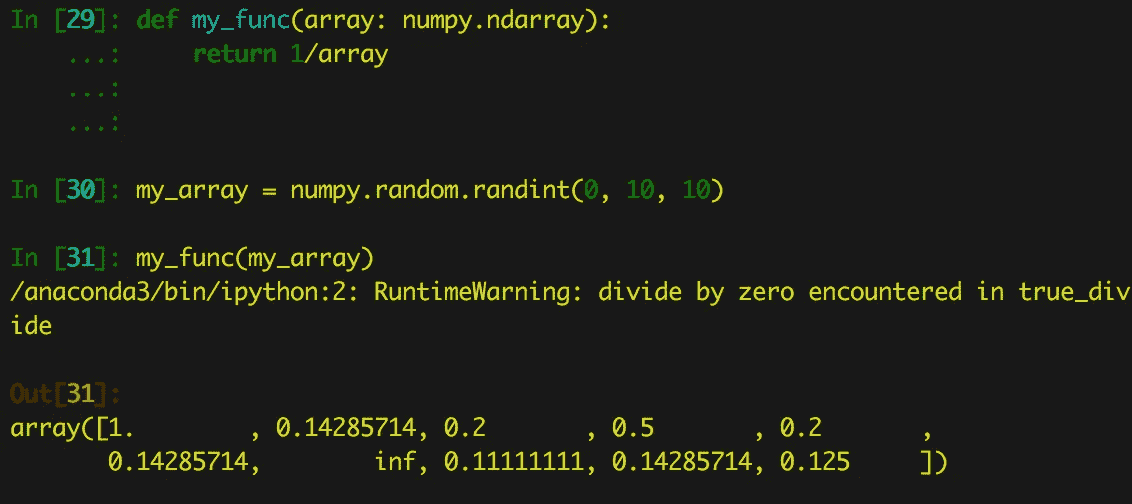 In [29]: def my_func(array: numpy.ndarray):
    ...:     return 1/array
    ...:
    ...:
In [30]: my_array = numpy.random.randint(0, 10, 10)
In [31]: my_func(my_array)
/anaconda3/bin/ipython:2: RuntimeWarning: divide by zero encountered in true_div
ide
Out[31]:
array([1.        , 0.14285714, 0.2       , 0.5       , 0.2       ,
       0.14285714,        inf, 0.11111111, 0.14285714, 0.125     ])